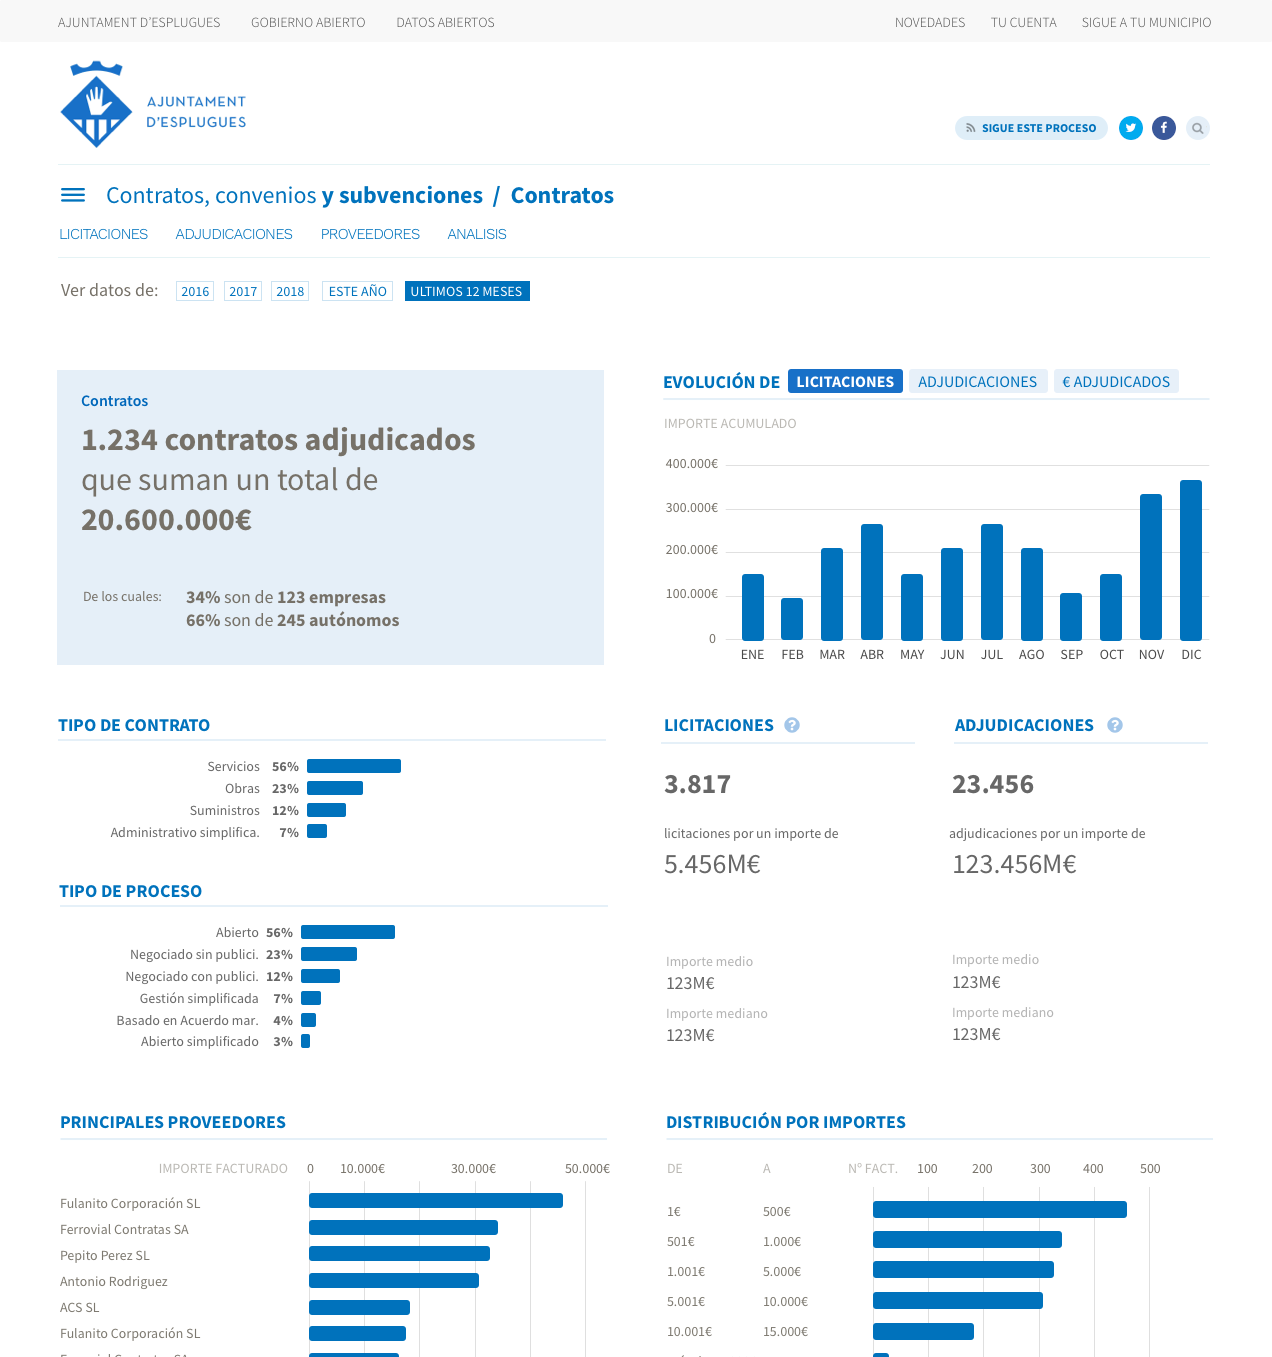 AJUNTAMENT D'ESPLUGUES GOBIERNO ABIERTO DATOS ABIERTOS NOVEDADES TU CUENTA SIGUE A TU MUNICIPIO
AJUNTAMENT
D'ESPLUGUES
SIGUE ESTE PROCESO
Contratos, convenios y subvenciones / Contratos
LICITACIONES ADJUDICACIONES PROVEEDORES ANALISIS
Ver datos de: 2016 2017 2018 ESTE AÑO ULTIMOS 12 MESES
Contratos
1.234 contratos adjudicados
que suman un total de
20.600.000€
De los cuales: 34% son de 123 empresas
66% son de 245 autónomos
EVOLUCIÓN DE LICITACIONES ADJUDICACIONES € ADJUDICADOS
IMPORTE ACUMULADO
400.000€
300.000€
200.000€
100.000€
0
ENE FEB MAR ABR MAY JUN JUL AGO SEP OCT NOV DIC
TIPO DE CONTRATO
Servicios 56%
Obras 23%
Suministros 12%
Administrativo simplifica. 7%
TIPO DE PROCESO
Abierto 56%
Negociado sin publici. 23%
Negociado con publici. 12%
Gestión simplificada 7%
Basado en Acuerdo mar. 4%
Abierto simplificado 3%
LICITACIONES ?
3.817
licitaciones por un importe de
5.456M€
Importe medio
123M€
Importe mediano
123M€
ADJUDICACIONES ?
23.456
adjudicaciones por un importe de
123.456M€
Importe medio
123M€
Importe mediano
123M€
PRINCIPALES PROVEEDORES
IMPORTE FACTURADO 0 10.000€ 30.000€ 50.000€
Fulanito Corporación SL
Ferrovial Contratas SA
Pepito Perez SL
Antonio Rodriguez
ACS SL
Fulanito Corporación SL
DISTRIBUCIÓN POR IMPORTES
DE A Nº FACT. 100 200 300 400 500
1€ 500€
501€ 1.000€
1.001€ 5.000€
5.001€ 10.000€
10.001€ 15.000€